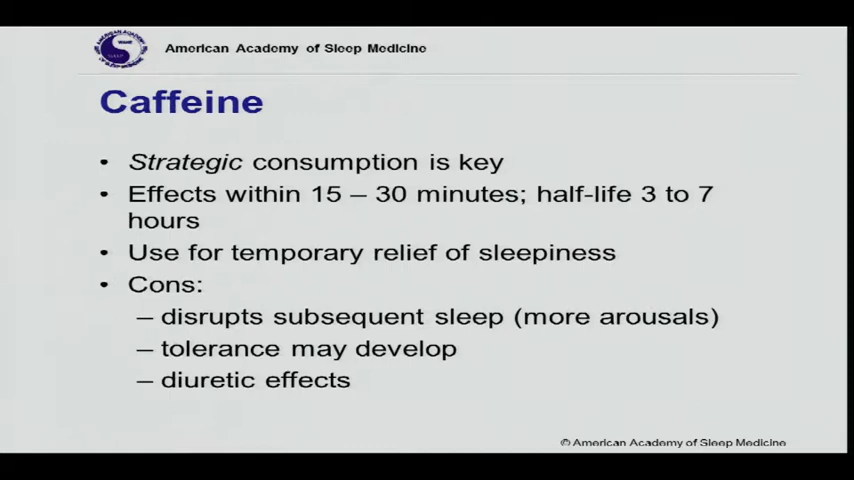 American Academy of Sleep Medicine
Caffeine
• Strategic consumption is key
• Effects within 15 – 30 minutes; half-life 3 to 7
hours
• Use for temporary relief of sleepiness
• Cons:
– disrupts subsequent sleep (more arousals)
– tolerance may develop
– diuretic effects
© American Academy of Sleep Medicine